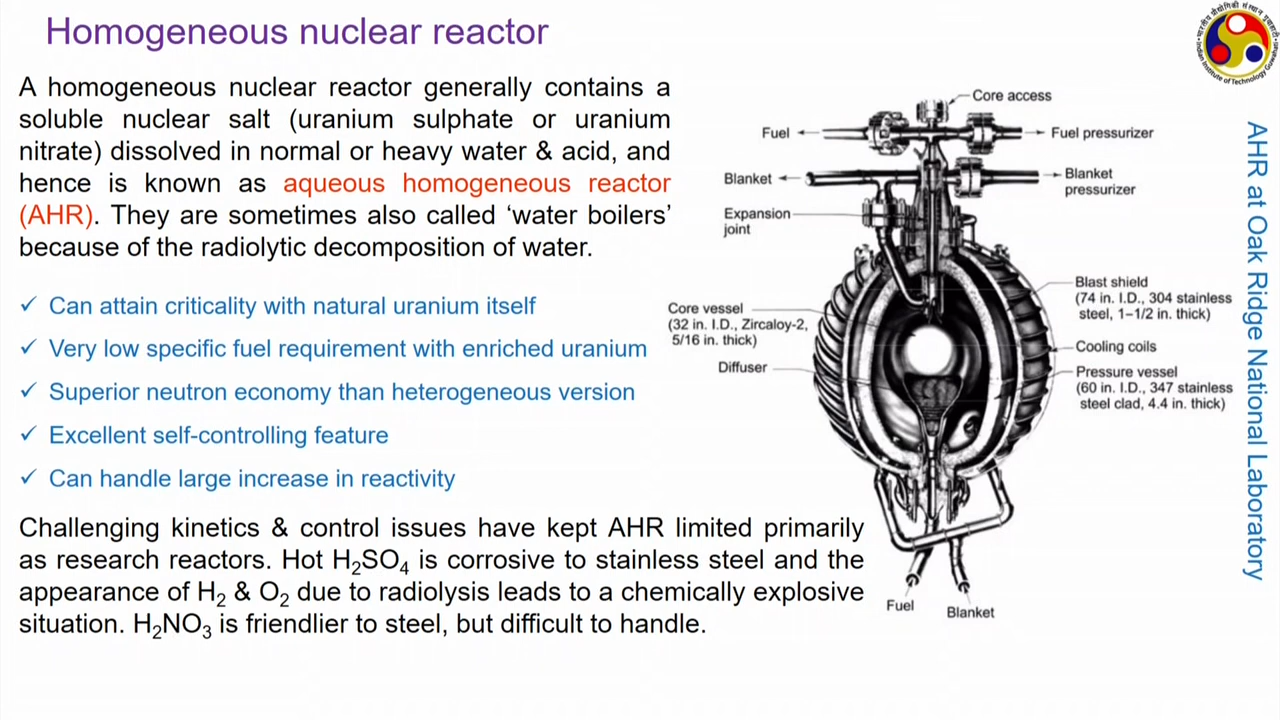 Homogeneous nuclear reactor
A homogeneous nuclear reactor generally contains a
soluble nuclear salt (uranium sulphate or uranium
nitrate) dissolved in normal or heavy water & acid, and
hence is known as aqueous homogeneous reactor
(AHR). They are sometimes also called ‘water boilers’
because of the radiolytic decomposition of water.
✓ Can attain criticality with natural uranium itself
✓ Very low specific fuel requirement with enriched uranium
✓ Superior neutron economy than heterogeneous version
✓ Excellent self-controlling feature
✓ Can handle large increase in reactivity
Challenging kinetics & control issues have kept AHR limited primarily
as research reactors. Hot H₂SO₄ is corrosive to stainless steel and the
appearance of H₂ & O₂ due to radiolysis leads to a chemically explosive
situation. H₂NO₃ is friendlier to steel, but difficult to handle.
Core access
Fuel
Fuel pressurizer
Blanket
Blanket
pressurizer
Expansion
joint
Core vessel
(32 in. I.D., Zircaloy-2,
5/16 in. thick)
Diffuser
Blast shield
(74 in. I.D., 304 stainless
steel, 1–1/2 in. thick)
Cooling coils
Pressure vessel
(60 in. I.D., 347 stainless
steel clad, 4.4 in. thick)
Fuel
Blanket
AHR at Oak Ridge National Laboratory
Indian Institute of Technology Guwahati